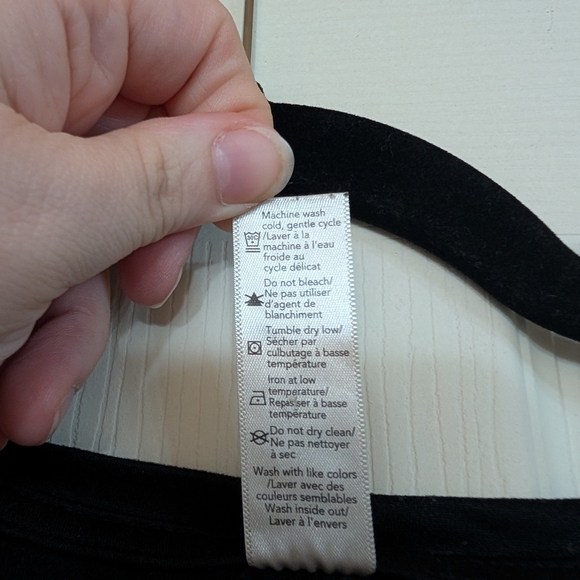 Machine wash
cold, gentle cycle
/Laver à la
machine à l'eau
froide au
cycle délicat
Do not bleach/
Ne pas utiliser
d'agent de
blanchiment
Tumble dry low/
Sécher par
culbutage à basse
température
Iron at low
température/
Repasser à basse
température
Do not dry clean/
Ne pas nettoyer
à sec
Wash with like colors
/Laver avec des
couleurs semblables
Wash inside out/
Laver à l'envers